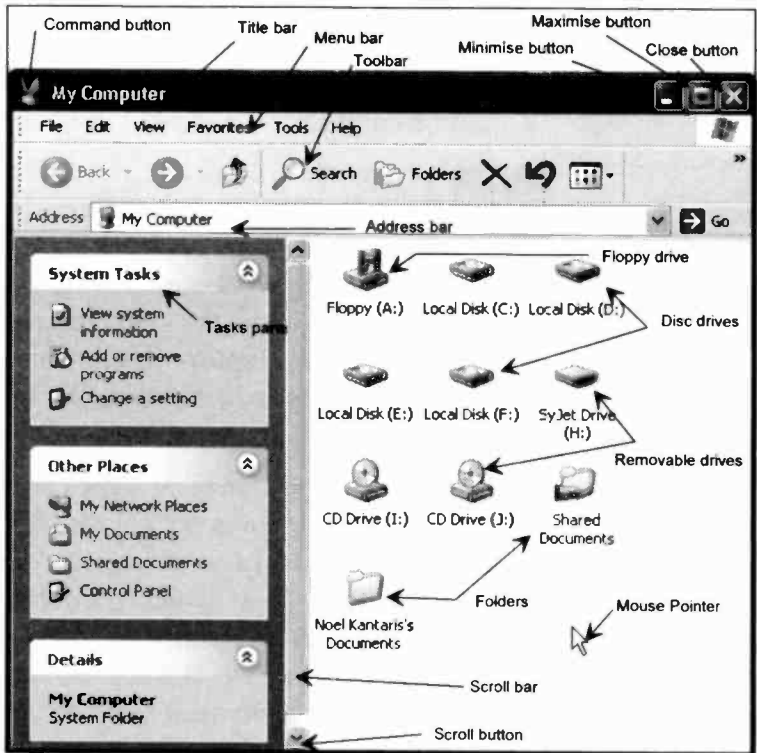 Command button
Title bar
Menu bar
Toolbar
Maximise button
Minimise button
Close button
My Computer
File Edit View Favorites Tools Help
Back Search Folders
Address My Computer Address bar Go
System Tasks
View system
information
Tasks pane
Add or remove
programs
Change a setting
Other Places
My Network Places
My Documents
Shared Documents
Control Panel
Details
My Computer
System Folder
Floppy drive
Floppy (A:) Local Disk (C:) Local Disk (D:)
Disc drives
Local Disk (E:) Local Disk (F:) SyJet Drive
(H:)
Removable drives
CD Drive (I:) CD Drive (J:) Shared
Documents
Folders
Mouse Pointer
Noel Kantaris's
Documents
Scroll bar
Scroll button